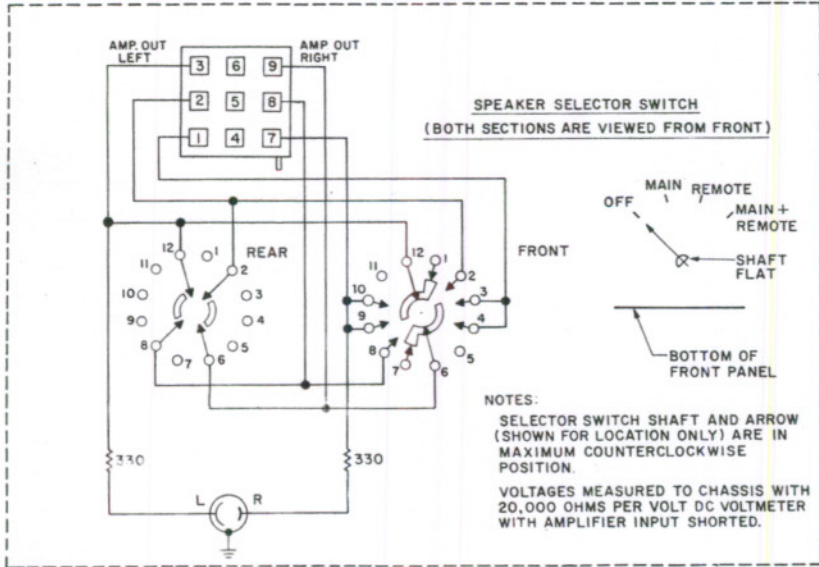 AMP. OUT
LEFT
AMP OUT
RIGHT
3 6 9
2 5 8
1 4 7
SPEAKER SELECTOR SWITCH
(BOTH SECTIONS ARE VIEWED FROM FRONT)
OFF
MAIN
REMOTE
MAIN +
REMOTE
SHAFT
FLAT
BOTTOM OF
FRONT PANEL
REAR
12
1
2
3
4
5
6
7
8
9
10
11
FRONT
12
1
2
3
4
5
6
7
8
9
10
11
330
330
L
R
NOTES:
SELECTOR SWITCH SHAFT AND ARROW
(SHOWN FOR LOCATION ONLY) ARE IN
MAXIMUM COUNTERCLOCKWISE
POSITION.
VOLTAGES MEASURED TO CHASSIS WITH
20,000 OHMS PER VOLT DC VOLTMETER
WITH AMPLIFIER INPUT SHORTED.